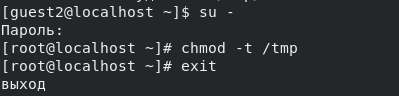 [guest2@localhost ~]$ su -
Пароль:
[root@localhost ~]# chmod -t /tmp
[root@localhost ~]# exit
выход